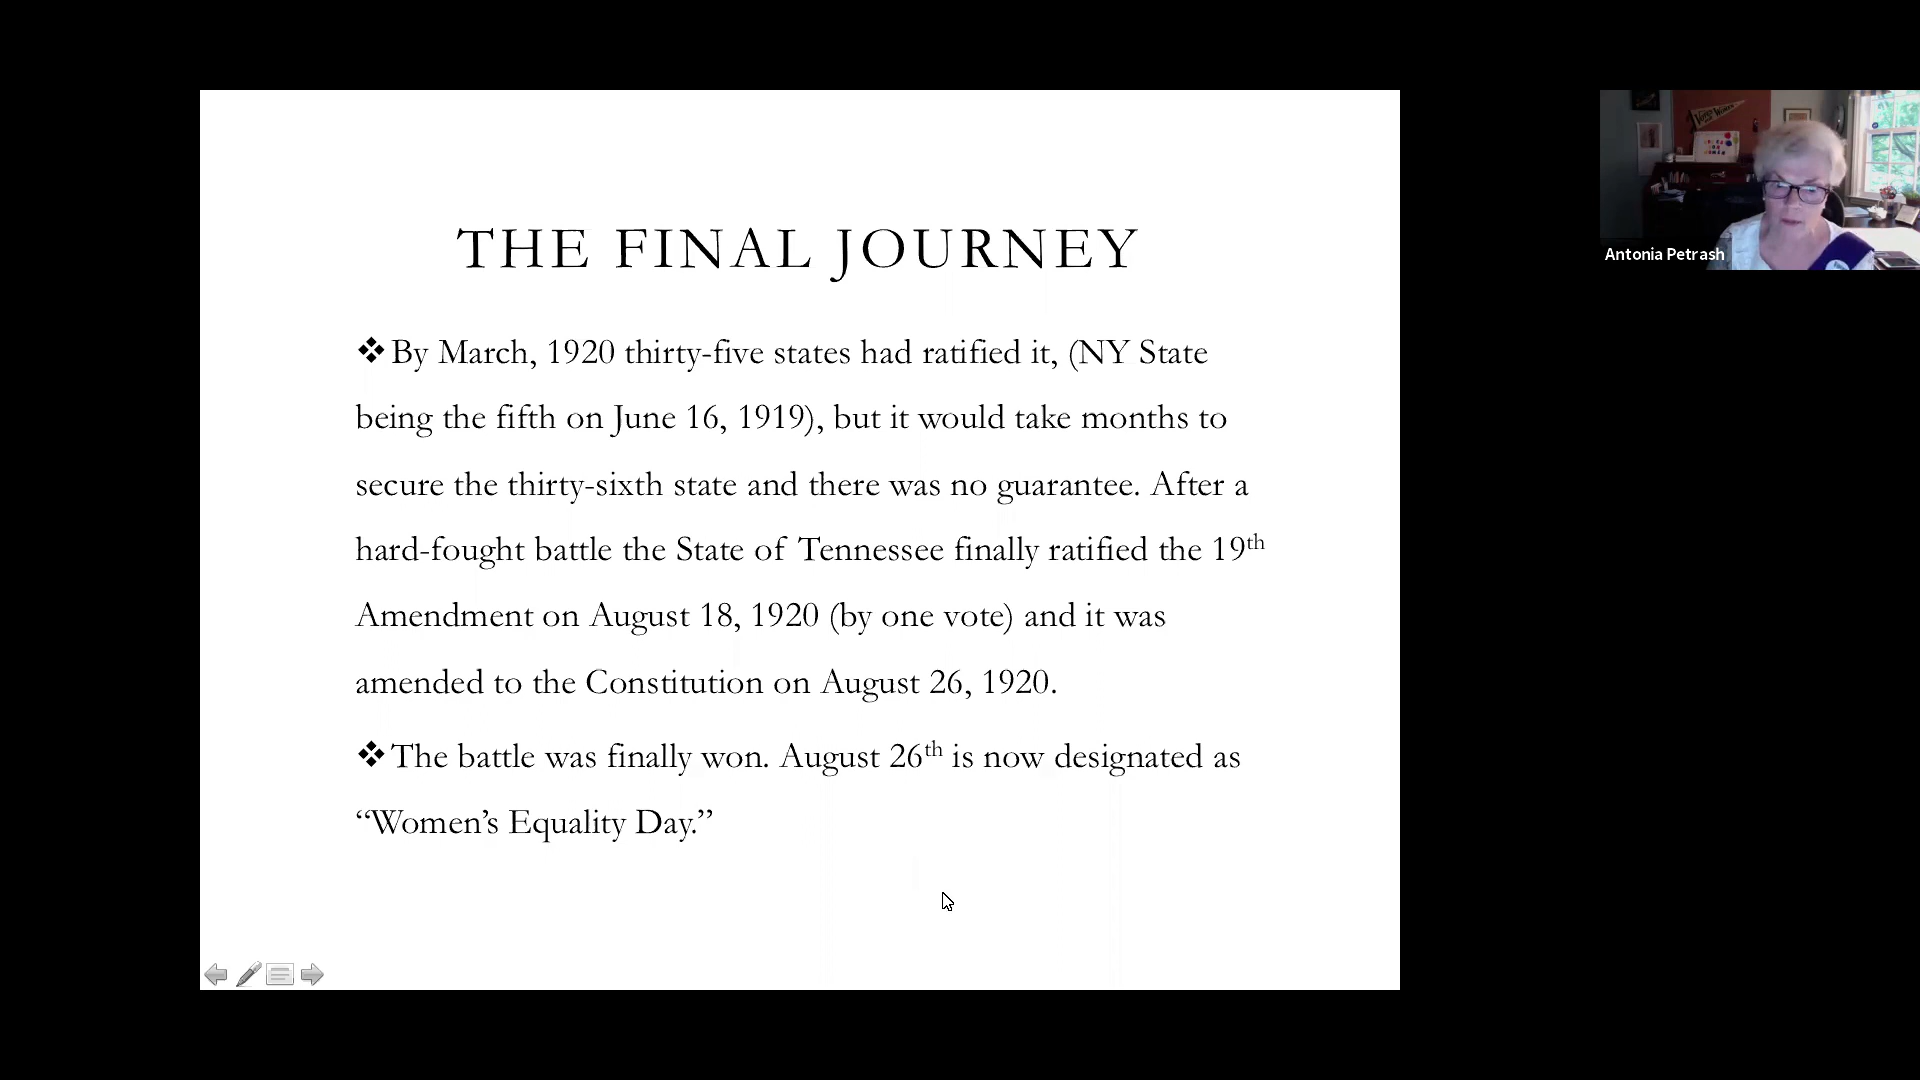 THE FINAL JOURNEY
❖ By March, 1920 thirty-five states had ratified it, (NY State
being the fifth on June 16, 1919), but it would take months to
secure the thirty-sixth state and there was no guarantee. After a
hard-fought battle the State of Tennessee finally ratified the 19th
Amendment on August 18, 1920 (by one vote) and it was
amended to the Constitution on August 26, 1920.
❖ The battle was finally won. August 26th is now designated as
“Women’s Equality Day.”
Antonia Petrash